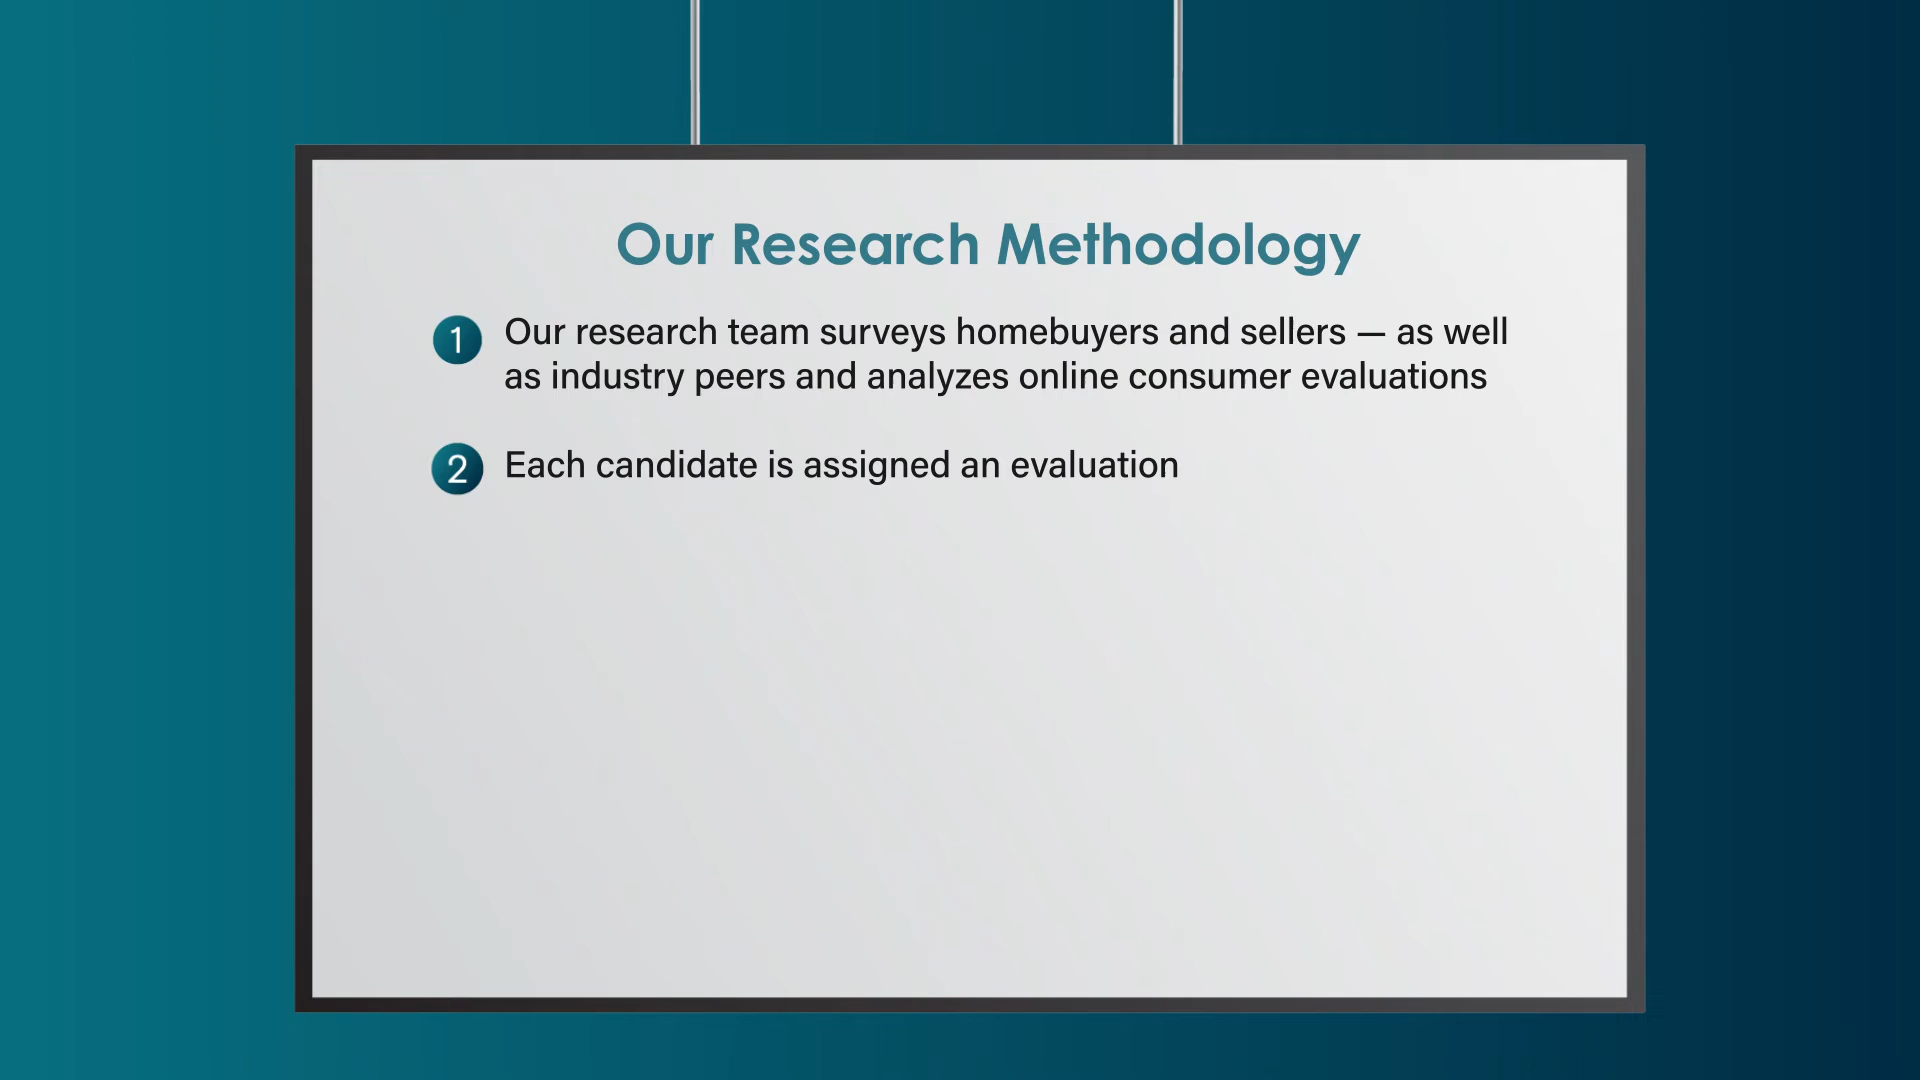 Our Research Methodology
1 Our research team surveys homebuyers and sellers — as well
as industry peers and analyzes online consumer evaluations
2 Each candidate is assigned an evaluation